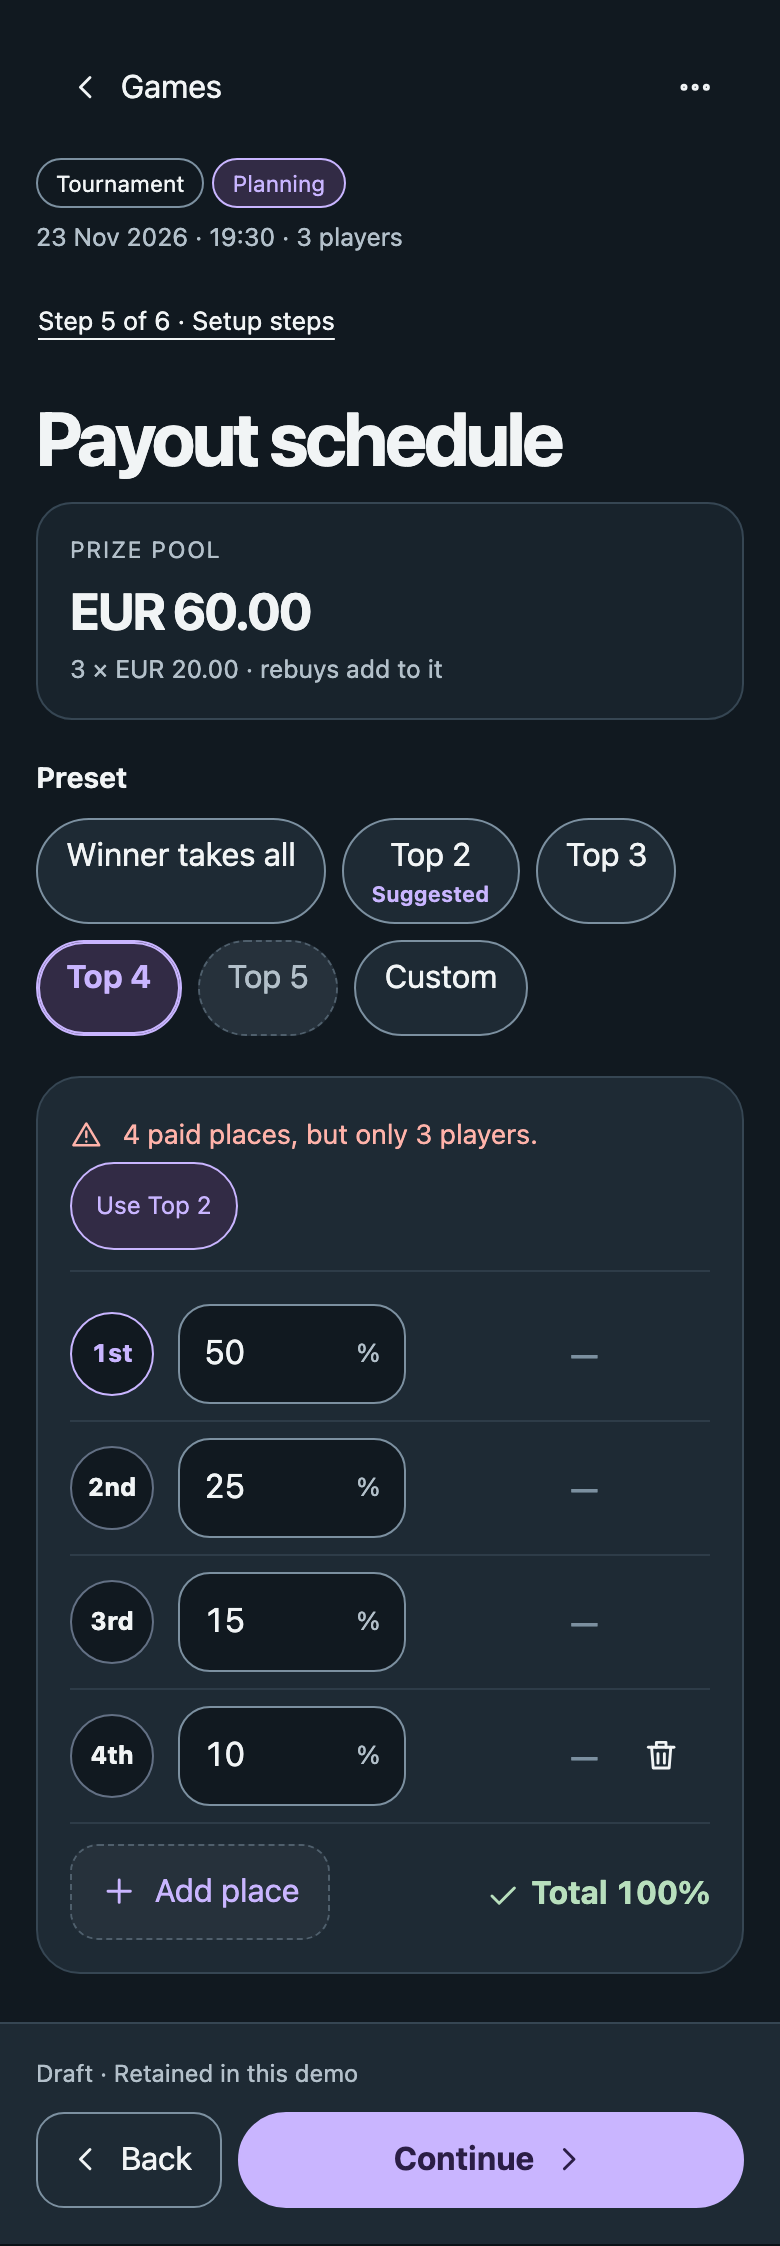 Games
Tournament Planning
23 Nov 2026 · 19:30 · 3 players
Step 5 of 6 · Setup steps
Payout schedule
PRIZE POOL
EUR 60.00
3 × EUR 20.00 · rebuys add to it
Preset
Winner takes all
Top 2
Suggested
Top 3
Top 4
Top 5
Custom
4 paid places, but only 3 players.
Use Top 2
1st 50 % —
2nd 25 % —
3rd 15 % —
4th 10 % —
+ Add place
✓ Total 100%
Draft · Retained in this demo
Back
Continue